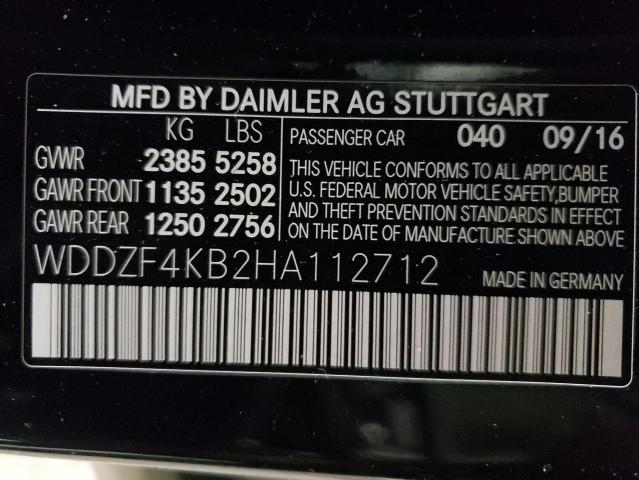 MFD BY DAIMLER AG STUTTGART
KG LBS
GVWR 2385 5258
GAWR FRONT 1135 2502
GAWR REAR 1250 2756
PASSENGER CAR 040 09/16
THIS VEHICLE CONFORMS TO ALL APPLICABLE
U.S. FEDERAL MOTOR VEHICLE SAFETY,BUMPER
AND THEFT PREVENTION STANDARDS IN EFFECT
ON THE DATE OF MANUFACTURE SHOWN ABOVE
WDDZF4KB2HA112712 MADE IN GERMANY